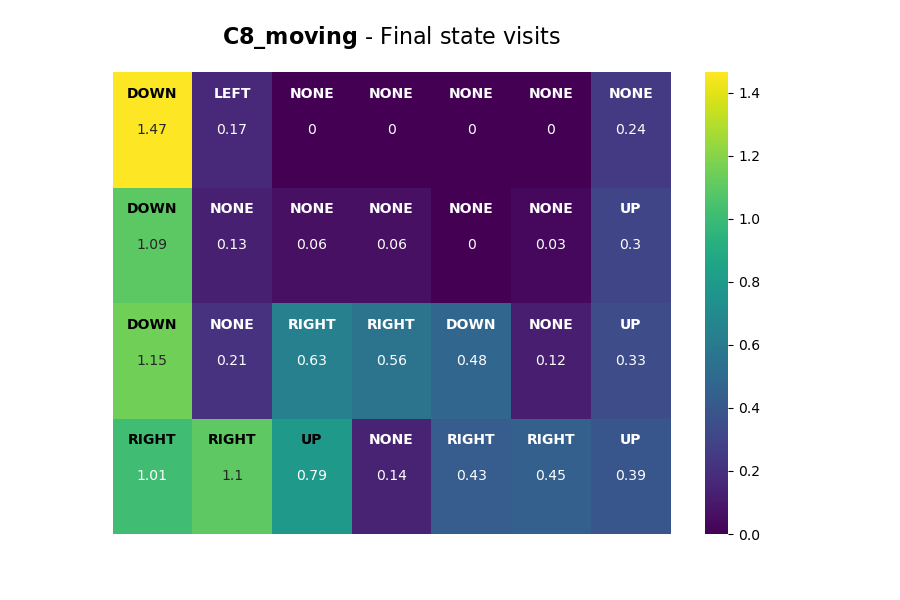 C8_moving - Final state visits
DOWN LEFT NONE NONE NONE NONE NONE
1.47 0.17 0 0 0 0 0.24
DOWN NONE NONE NONE NONE NONE UP
1.09 0.13 0.06 0.06 0 0.03 0.3
DOWN NONE RIGHT RIGHT DOWN NONE UP
1.15 0.21 0.63 0.56 0.48 0.12 0.33
RIGHT RIGHT UP NONE RIGHT RIGHT UP
1.01 1.1 0.79 0.14 0.43 0.45 0.39
1.4
1.2
1.0
0.8
0.6
0.4
0.2
0.0